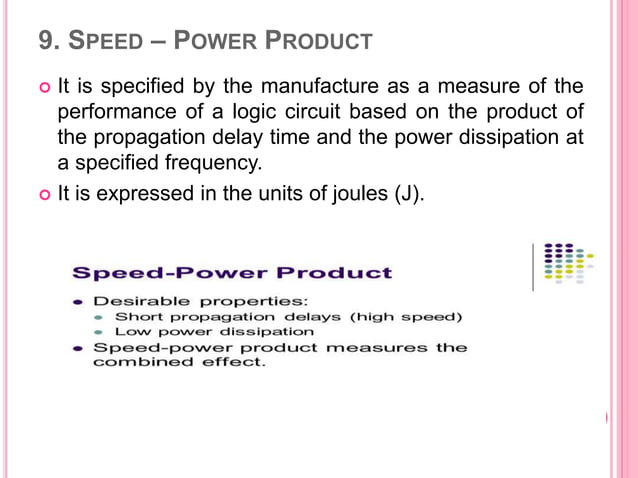 9. SPEED – POWER PRODUCT
It is specified by the manufacture as a measure of the
performance of a logic circuit based on the product of
the propagation delay time and the power dissipation at
a specified frequency.
It is expressed in the units of joules (J).
Speed-Power Product
Desirable properties:
Short propagation delays (high speed)
Low power dissipation
Speed-power product measures the
combined effect.